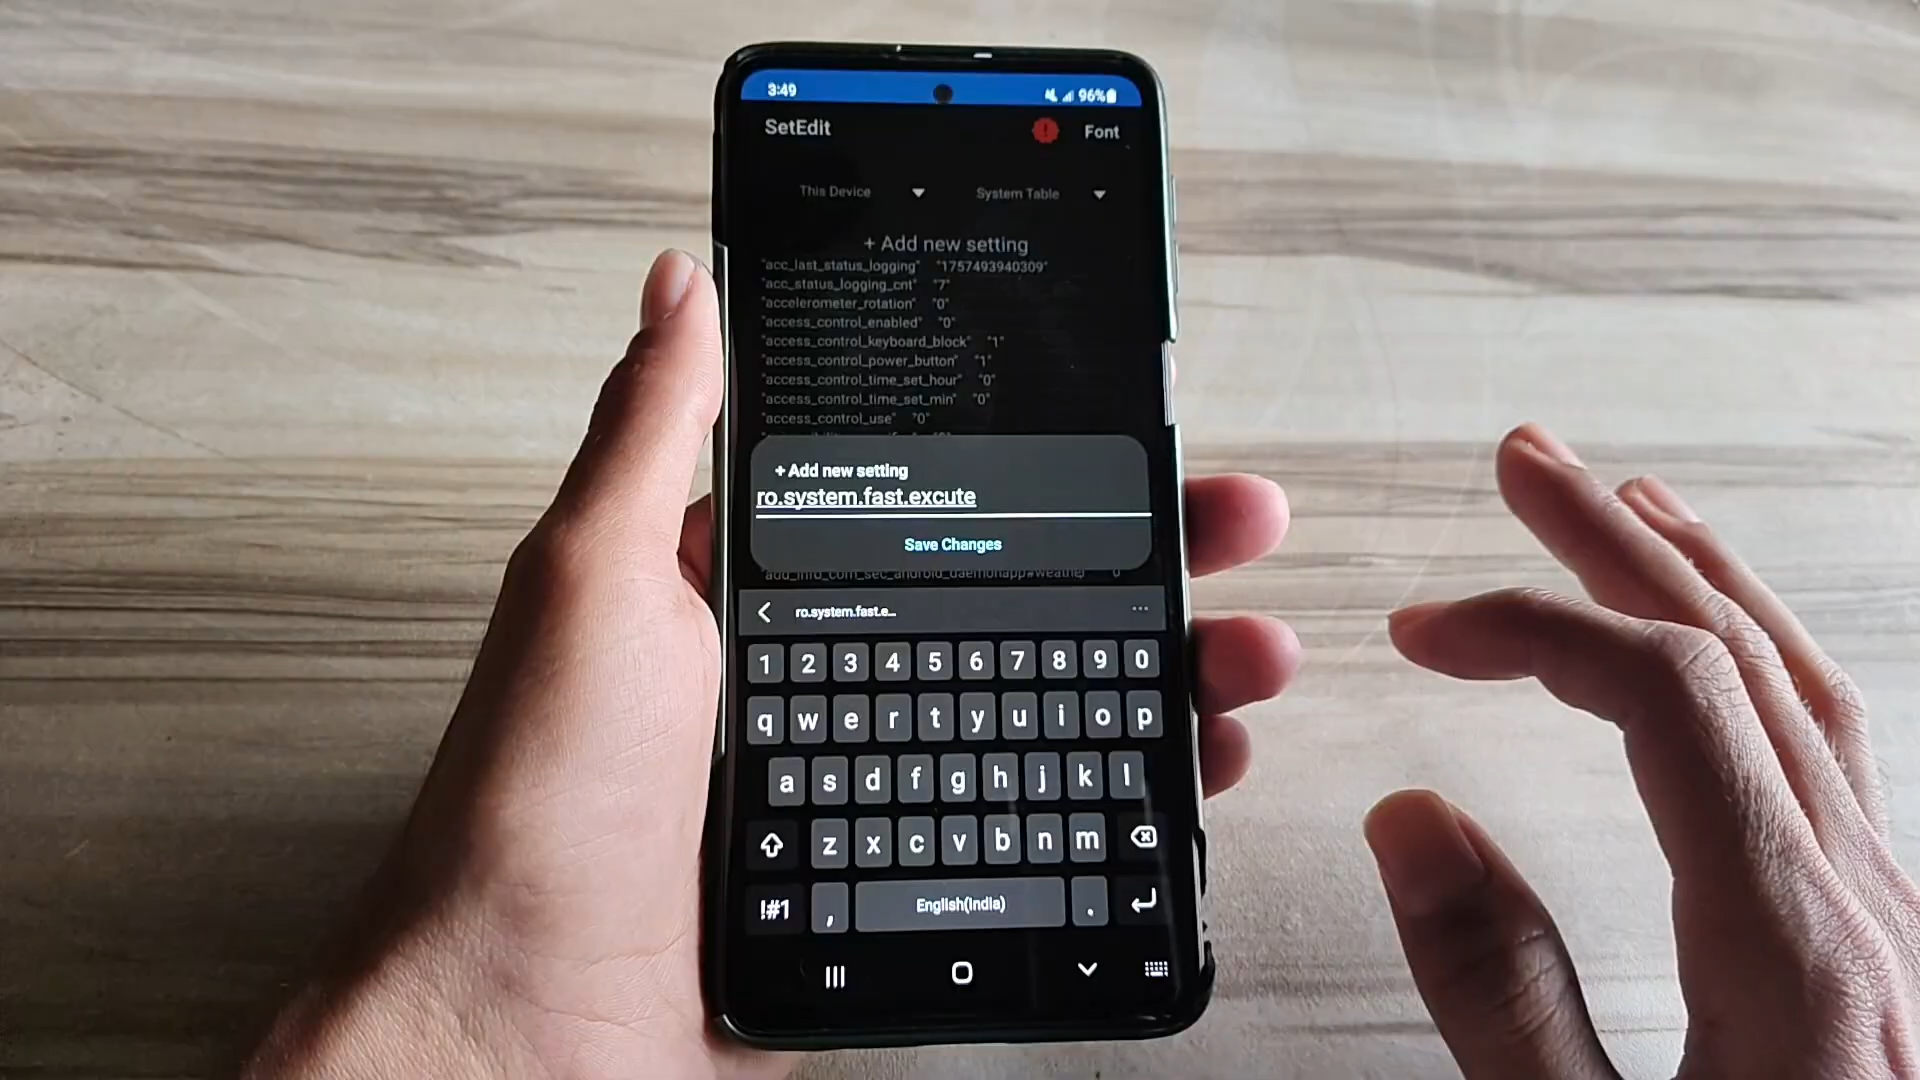 3:49 96%
SetEdit ! Font
This Device System Table
+ Add new setting
"acc_last_status_logging" "1757493940309"
"acc_status_logging_cnt" "7"
"accelerometer_rotation" "0"
"access_control_enabled" "0"
"access_control_keyboard_block" "1"
"access_control_power_button" "1"
"access_control_time_set_hour" "0"
"access_control_time_set_min" "0"
"access_control_use" "0"
+ Add new setting
ro.system.fast.excute
Save Changes
ro.system.fast.e...
1 2 3 4 5 6 7 8 9 0
q w e r t y u i o p
a s d f g h j k l
z x c v b n m
!#1 , English(India) .